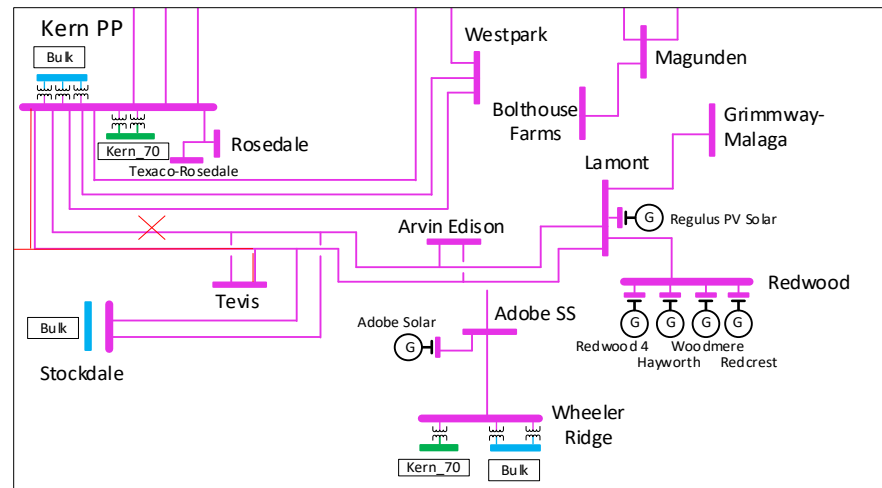 Kern PP
Bulk
Westpark
Magunden
Bolthouse
Farms
Grimmway-
Malaga
Rosedale
Kern_70
Texaco-Rosedale
Lamont
G
Regulus PV Solar
Arvin Edison
Redwood
Tevis
Adobe SS
Adobe Solar
G
G
G
G
G
Redwood 4
Woodmere
Hayworth
Redcrest
Bulk
Stockdale
Wheeler
Ridge
Kern_70
Bulk